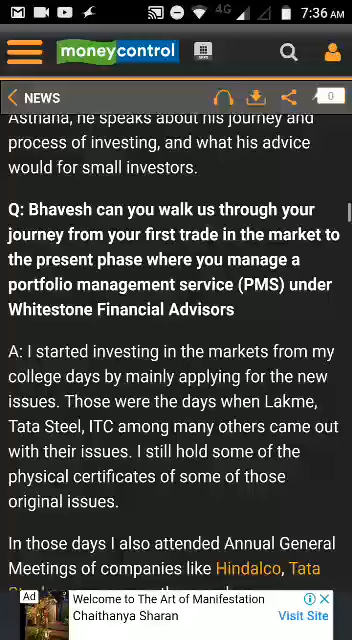 4G 7:36 AM
moneycontrol
NEWS
0
Asthana, he speaks about his journey and
process of investing, and what his advice
would for small investors.
Q: Bhavesh can you walk us through your
journey from your first trade in the market to
the present phase where you manage a
portfolio management service (PMS) under
Whitestone Financial Advisors
A: I started investing in the markets from my
college days by mainly applying for the new
issues. Those were the days when Lakme,
Tata Steel, ITC among many others came out
with their issues. I still hold some of the
physical certificates of some of those
original issues.
In those days I also attended Annual General
Meetings of companies like Hindalco, Tata
Ad
Welcome to The Art of Manifestation
Chaithanya Sharan
Visit Site